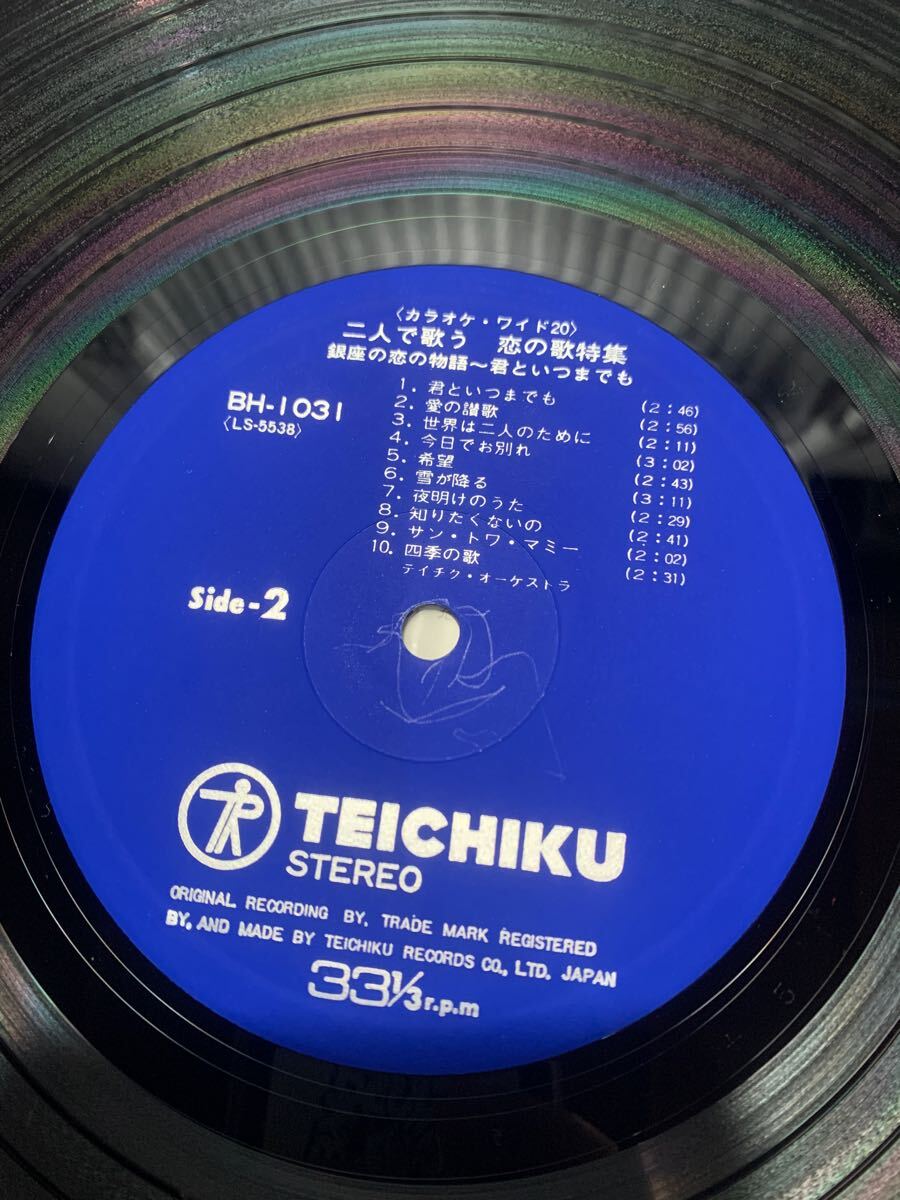 〈カラオケ・ワイド20〉
二人で歌う 恋の歌特集
銀座の恋の物語～君といつまでも
BH-1031
〈LS-5538〉
1. 君といつまでも (2:46)
2. 愛の讃歌 (2:56)
3. 世界は二人のために (2:11)
4. 今日でお別れ (3:02)
5. 希望 (2:43)
6. 雪が降る (3:11)
7. 夜明けのうた (2:29)
8. 知りたくないの (2:41)
9. サン・トワ・マミー (2:02)
10. 四季の歌 (2:31)
テイチク・オーケストラ
Side-2
TEICHIKU
STEREO
ORIGINAL RECORDING BY, TRADE MARK REGISTERED
BY, AND MADE BY TEICHIKU RECORDS CO., LTD. JAPAN
33⅓ r.p.m